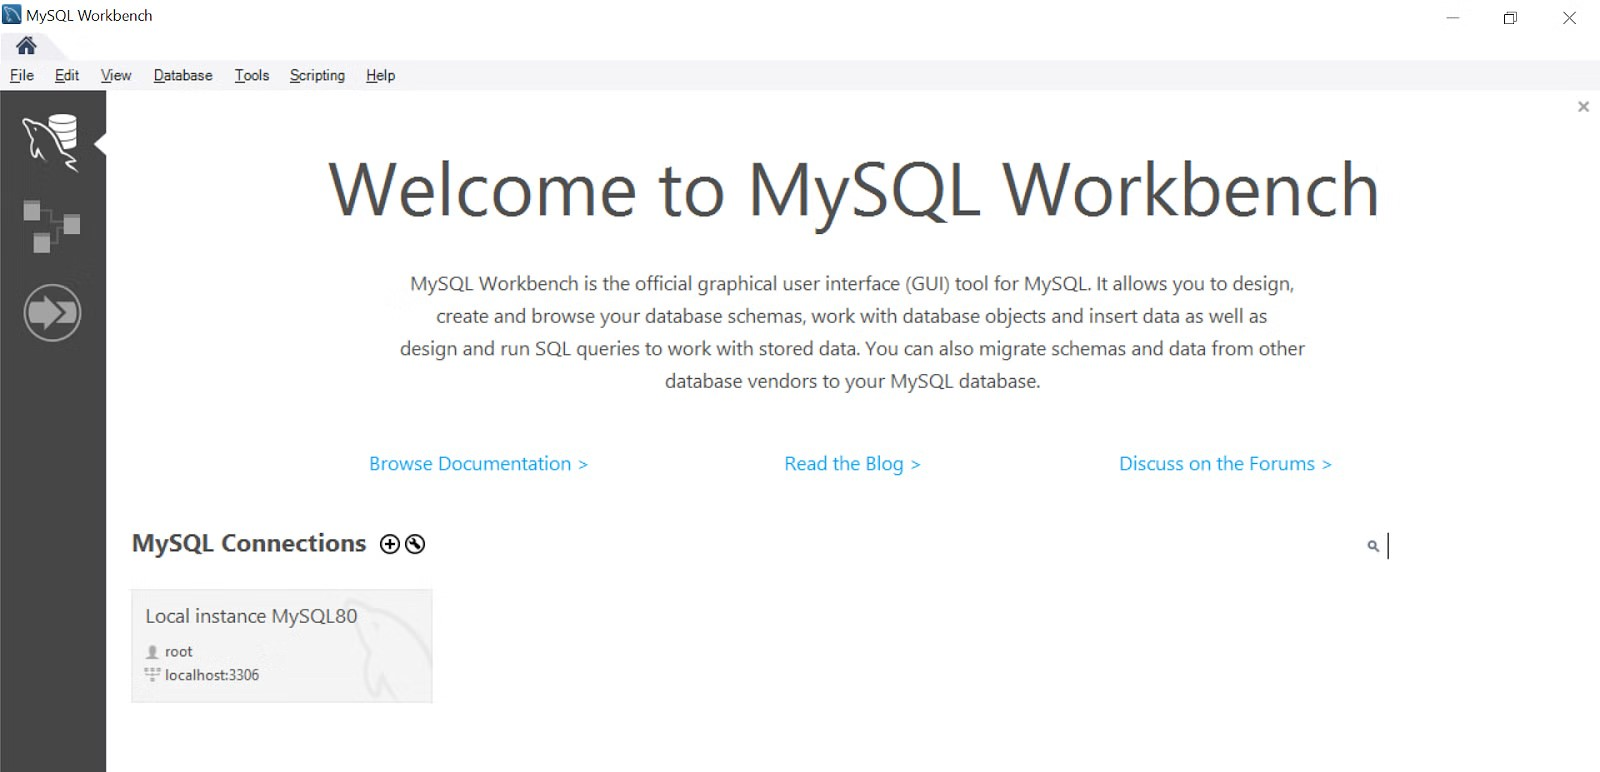 MySQL Workbench
File Edit View Database Tools Scripting Help
Welcome to MySQL Workbench
MySQL Workbench is the official graphical user interface (GUI) tool for MySQL. It allows you to design,
create and browse your database schemas, work with database objects and insert data as well as
design and run SQL queries to work with stored data. You can also migrate schemas and data from other
database vendors to your MySQL database.
Browse Documentation > Read the Blog > Discuss on the Forums >
MySQL Connections
Local instance MySQL80
root
localhost:3306